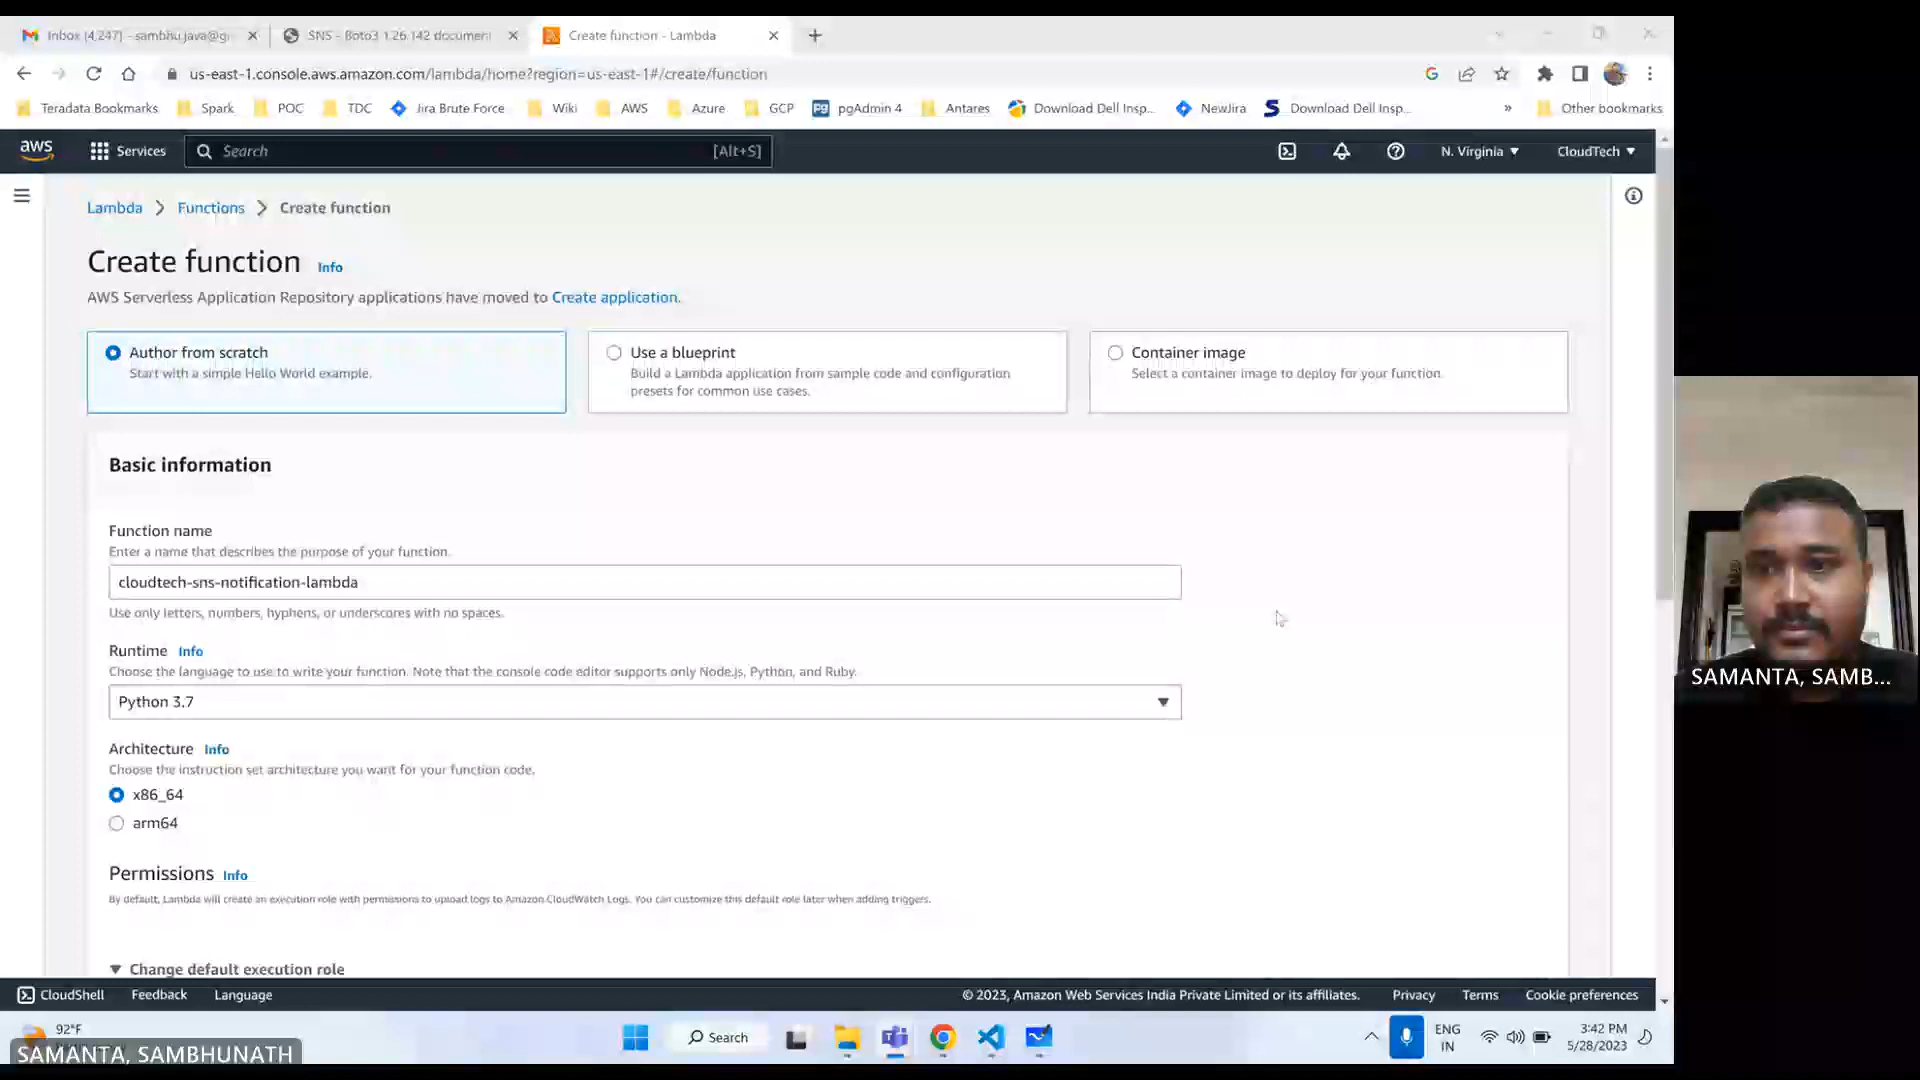 Inbox (4,247) - sambhu.java@g
SNS - Boto3 1.26.142 document
Create function - Lambda
us-east-1.console.aws.amazon.com/lambda/home?region=us-east-1#/create/function
Teradata Bookmarks
Spark
POC
TDC
Jira Brute Force
Wiki
AWS
Azure
GCP
pgAdmin 4
Antares
Download Dell Insp...
NewJira
Download Dell Insp...
»
Other bookmarks
aws
Services
Search
[Alt+S]
N. Virginia
CloudTech
Lambda > Functions > Create function
Create function Info
AWS Serverless Application Repository applications have moved to Create application.
Author from scratch
Start with a simple Hello World example.
Use a blueprint
Build a Lambda application from sample code and configuration
presets for common use cases.
Container image
Select a container image to deploy for your function.
Basic information
Function name
Enter a name that describes the purpose of your function.
cloudtech-sns-notification-lambda
Use only letters, numbers, hyphens, or underscores with no spaces.
Runtime Info
Choose the language to use to write your function. Note that the console code editor supports only Node.js, Python, and Ruby.
Python 3.7
Architecture Info
Choose the instruction set architecture you want for your function code.
x86_64
arm64
Permissions Info
By default, Lambda will create an execution role with permissions to upload logs to Amazon CloudWatch Logs. You can customize this default role later when adding triggers.
Change default execution role
SAMANTA, SAMB...
CloudShell
Feedback
Language
© 2023, Amazon Web Services India Private Limited or its affiliates.
Privacy
Terms
Cookie preferences
92°F
Search
ENG
IN
3:42 PM
5/28/2023
SAMANTA, SAMBHUNATH